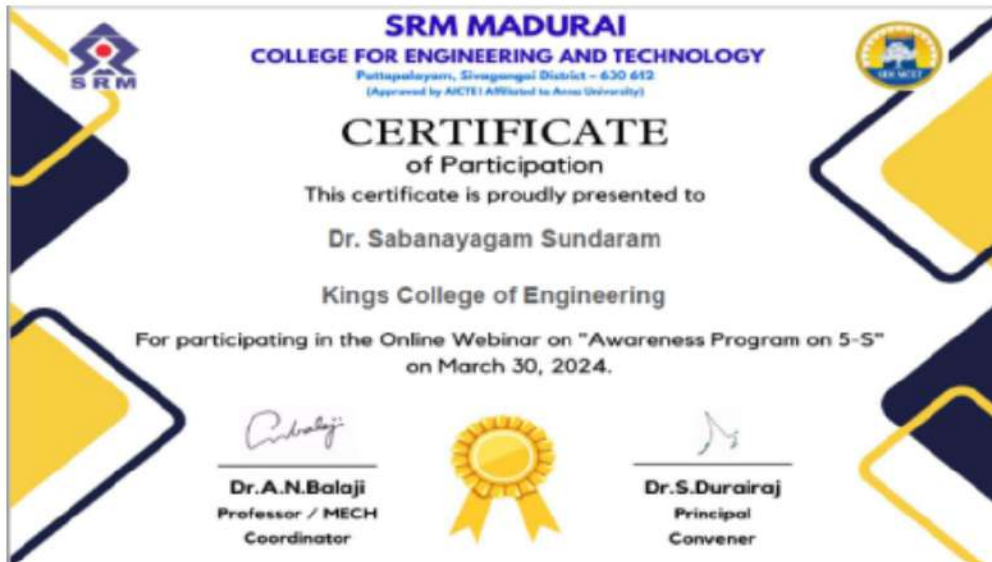 SRM
SRM MADURAI
COLLEGE FOR ENGINEERING AND TECHNOLOGY
Pottapalayam, Sivagangai District – 630 612
(Approved by AICTE I Affiliated to Anna University)
SRM MCET
CERTIFICATE
of Participation
This certificate is proudly presented to
Dr. Sabanayagam Sundaram
Kings College of Engineering
For participating in the Online Webinar on "Awareness Program on 5-S"
on March 30, 2024.
Dr.A.N.Balaji
Professor / MECH
Coordinator
Dr.S.Durairaj
Principal
Convener